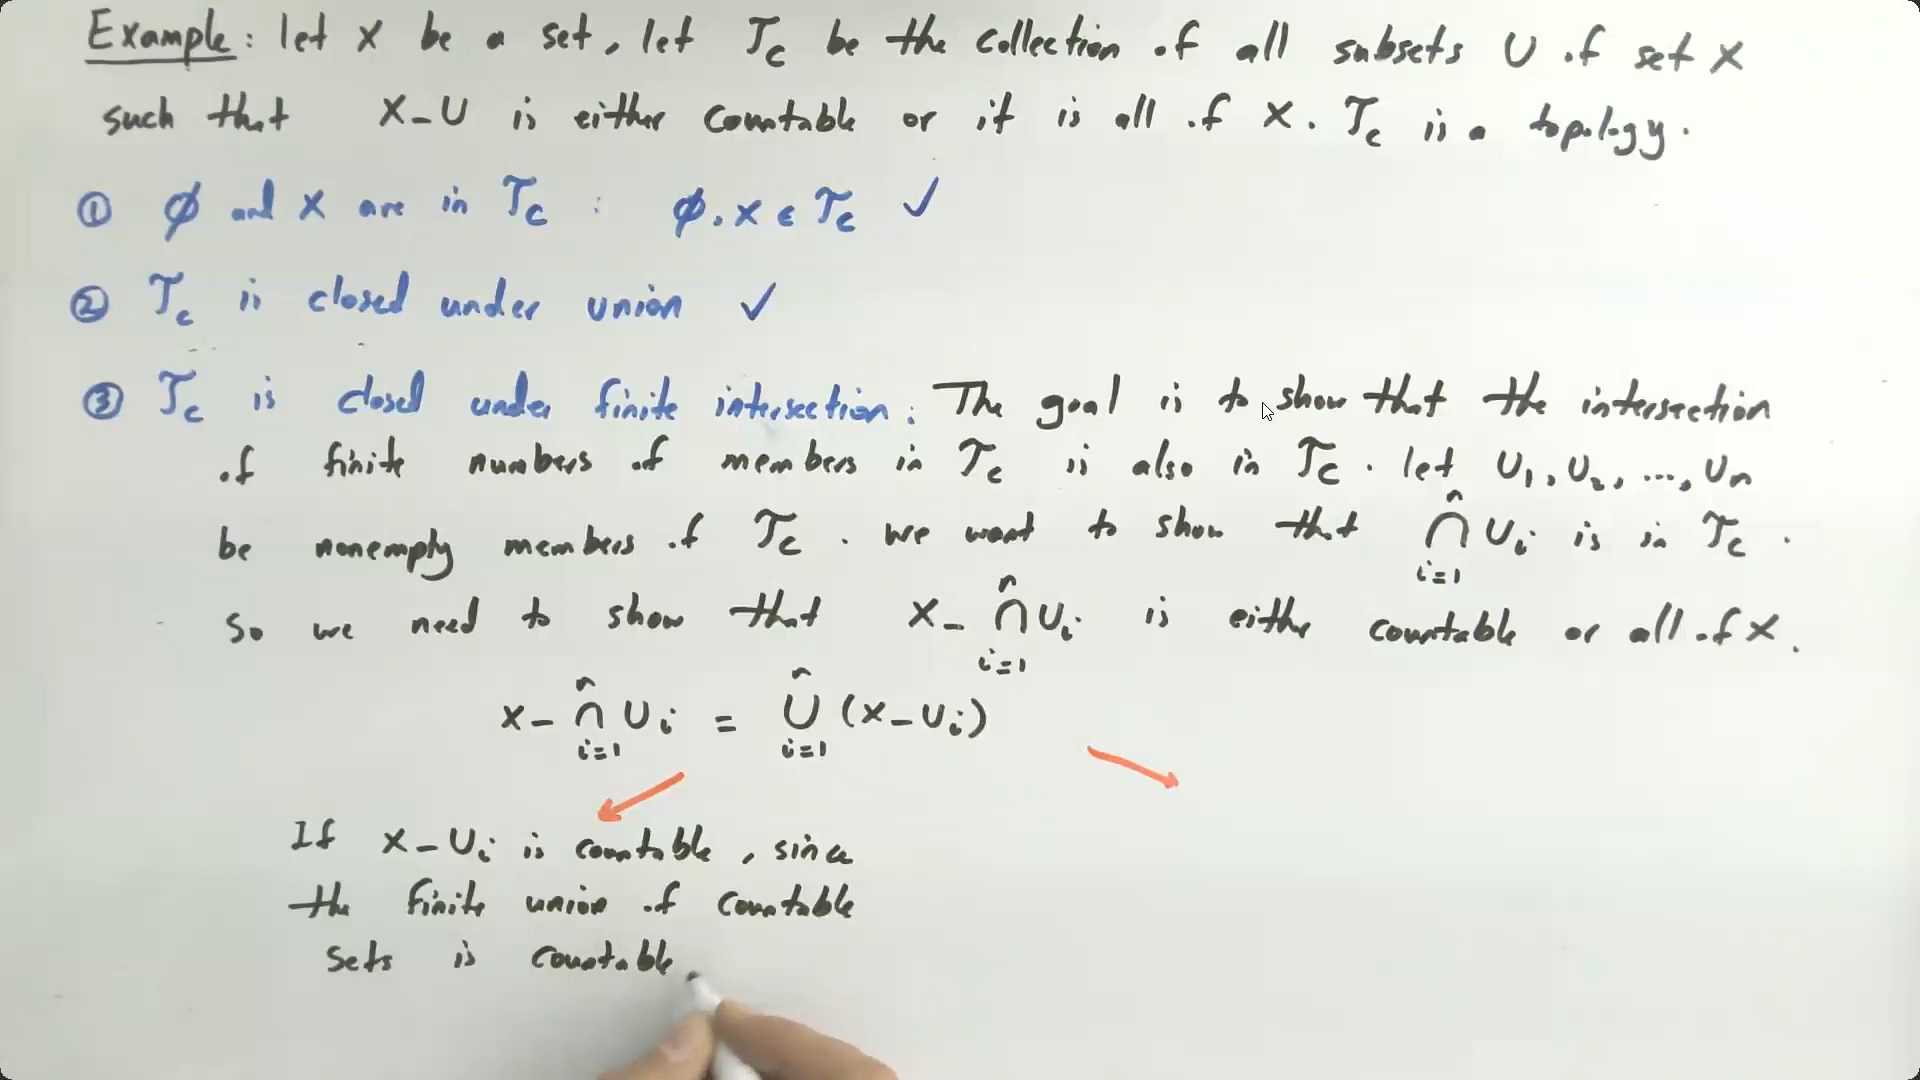 Example: let X be a set, let T_c be the collection of all subsets U of set X
such that X-U is either countable or it is all of X. T_c is a topology.
① ∅ and X are in T_c : ∅, X ∈ T_c ✓
② T_c is closed under union ✓
③ T_c is closed under finite intersection: The goal is to show that the intersection
of finite numbers of members in T_c is also in T_c. let U_1, U_2, ..., U_n
be nonemply members of T_c. We want to show that ⋂_{i=1}^{n} U_i is in T_c.
So we need to show that X - ⋂_{i=1}^{n} U_i is either countable or all of X.
X - ⋂_{i=1}^{n} U_i = ⋃_{i=1}^{n} (X-U_i)
If X-U_i is countable, since
the finite union of countable
sets is countable